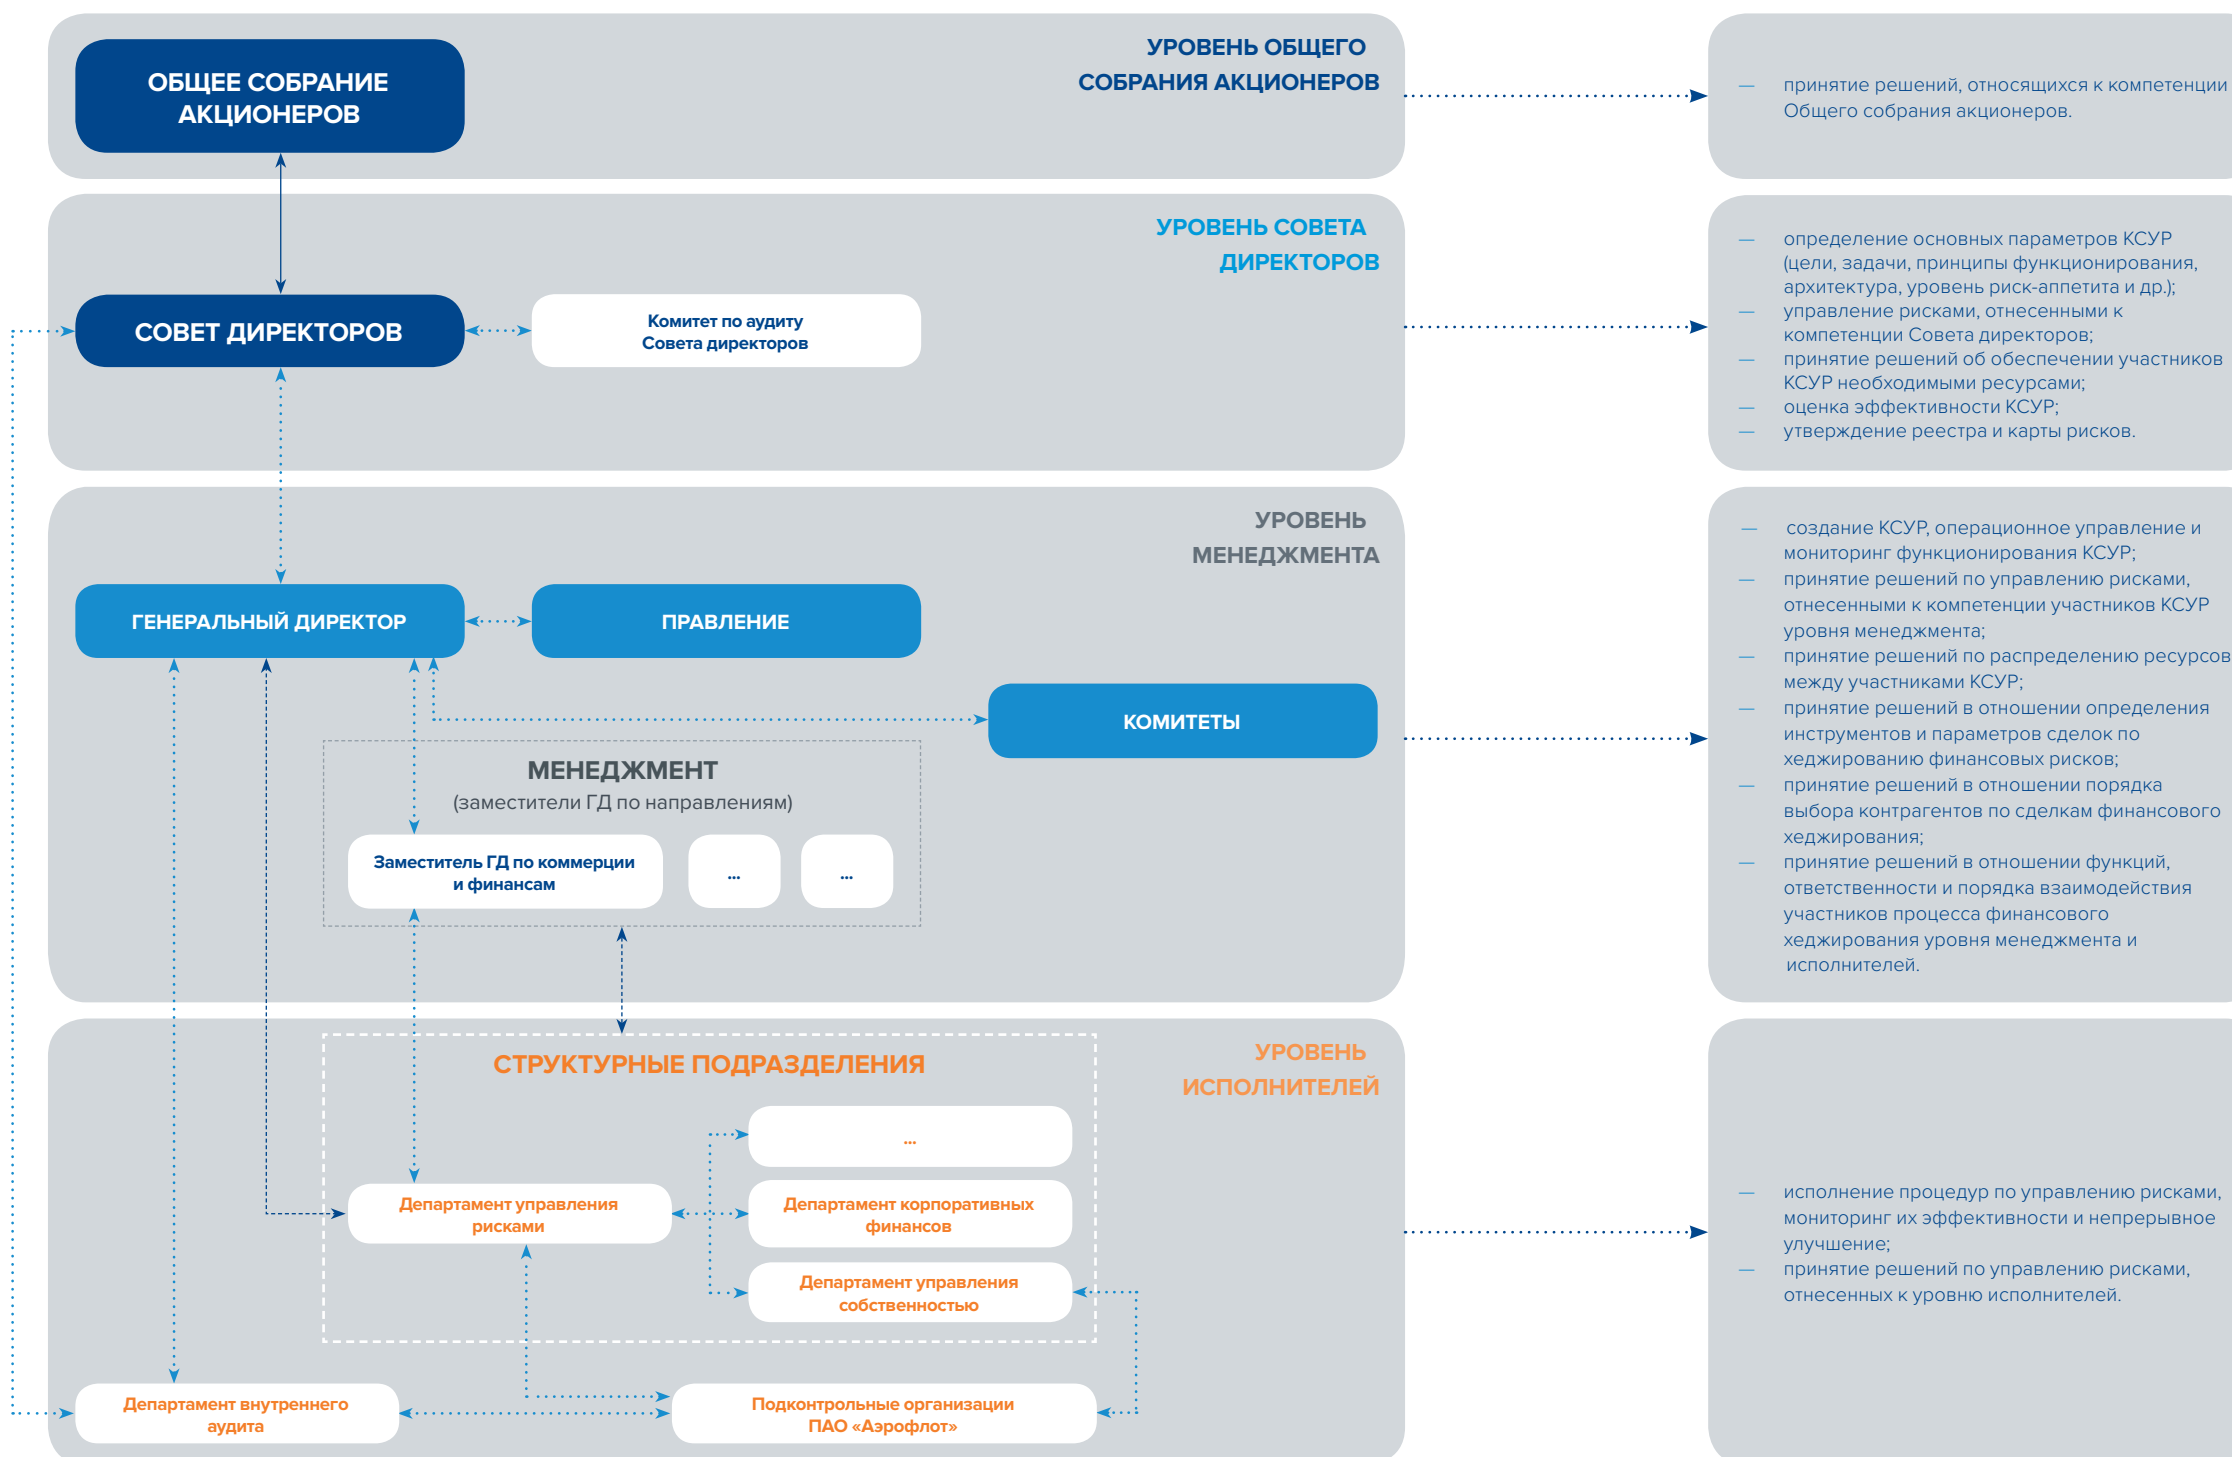 ОБЩЕЕ СОБРАНИЕ
АКЦИОНЕРОВ
УРОВЕНЬ ОБЩЕГО
СОБРАНИЯ АКЦИОНЕРОВ
— принятие решений, относящихся к компетенции
Общего собрания акционеров.
УРОВЕНЬ СОВЕТА
ДИРЕКТОРОВ
СОВЕТ ДИРЕКТОРОВ
Комитет по аудиту
Совета директоров
— определение основных параметров КСУР
(цели, задачи, принципы функционирования,
архитектура, уровень риск-аппетита и др.);
— управление рисками, отнесенными к
компетенции Совета директоров;
— принятие решений об обеспечении участников
КСУР необходимыми ресурсами;
— оценка эффективности КСУР;
— утверждение реестра и карты рисков.
УРОВЕНЬ
МЕНЕДЖМЕНТА
ГЕНЕРАЛЬНЫЙ ДИРЕКТОР
ПРАВЛЕНИЕ
КОМИТЕТЫ
МЕНЕДЖМЕНТ
(заместители ГД по направлениям)
Заместитель ГД по коммерции
и финансам
...
...
— создание КСУР, операционное управление и
мониторинг функционирования КСУР;
— принятие решений по управлению рисками,
отнесенными к компетенции участников КСУР
уровня менеджмента;
— принятие решений по распределению ресурсов
между участниками КСУР;
— принятие решений в отношении определения
инструментов и параметров сделок по
хеджированию финансовых рисков;
— принятие решений в отношении порядка
выбора контрагентов по сделкам финансового
хеджирования;
— принятие решений в отношении функций,
ответственности и порядка взаимодействия
участников процесса финансового
хеджирования уровня менеджмента и
исполнителей.
УРОВЕНЬ
ИСПОЛНИТЕЛЕЙ
СТРУКТУРНЫЕ ПОДРАЗДЕЛЕНИЯ
...
Департамент управления
рисками
Департамент корпоративных
финансов
Департамент управления
собственностью
Департамент внутреннего
аудита
Подконтрольные организации
ПАО «Аэрофлот»
— исполнение процедур по управлению рисками,
мониторинг их эффективности и непрерывное
улучшение;
— принятие решений по управлению рисками,
отнесенных к уровню исполнителей.